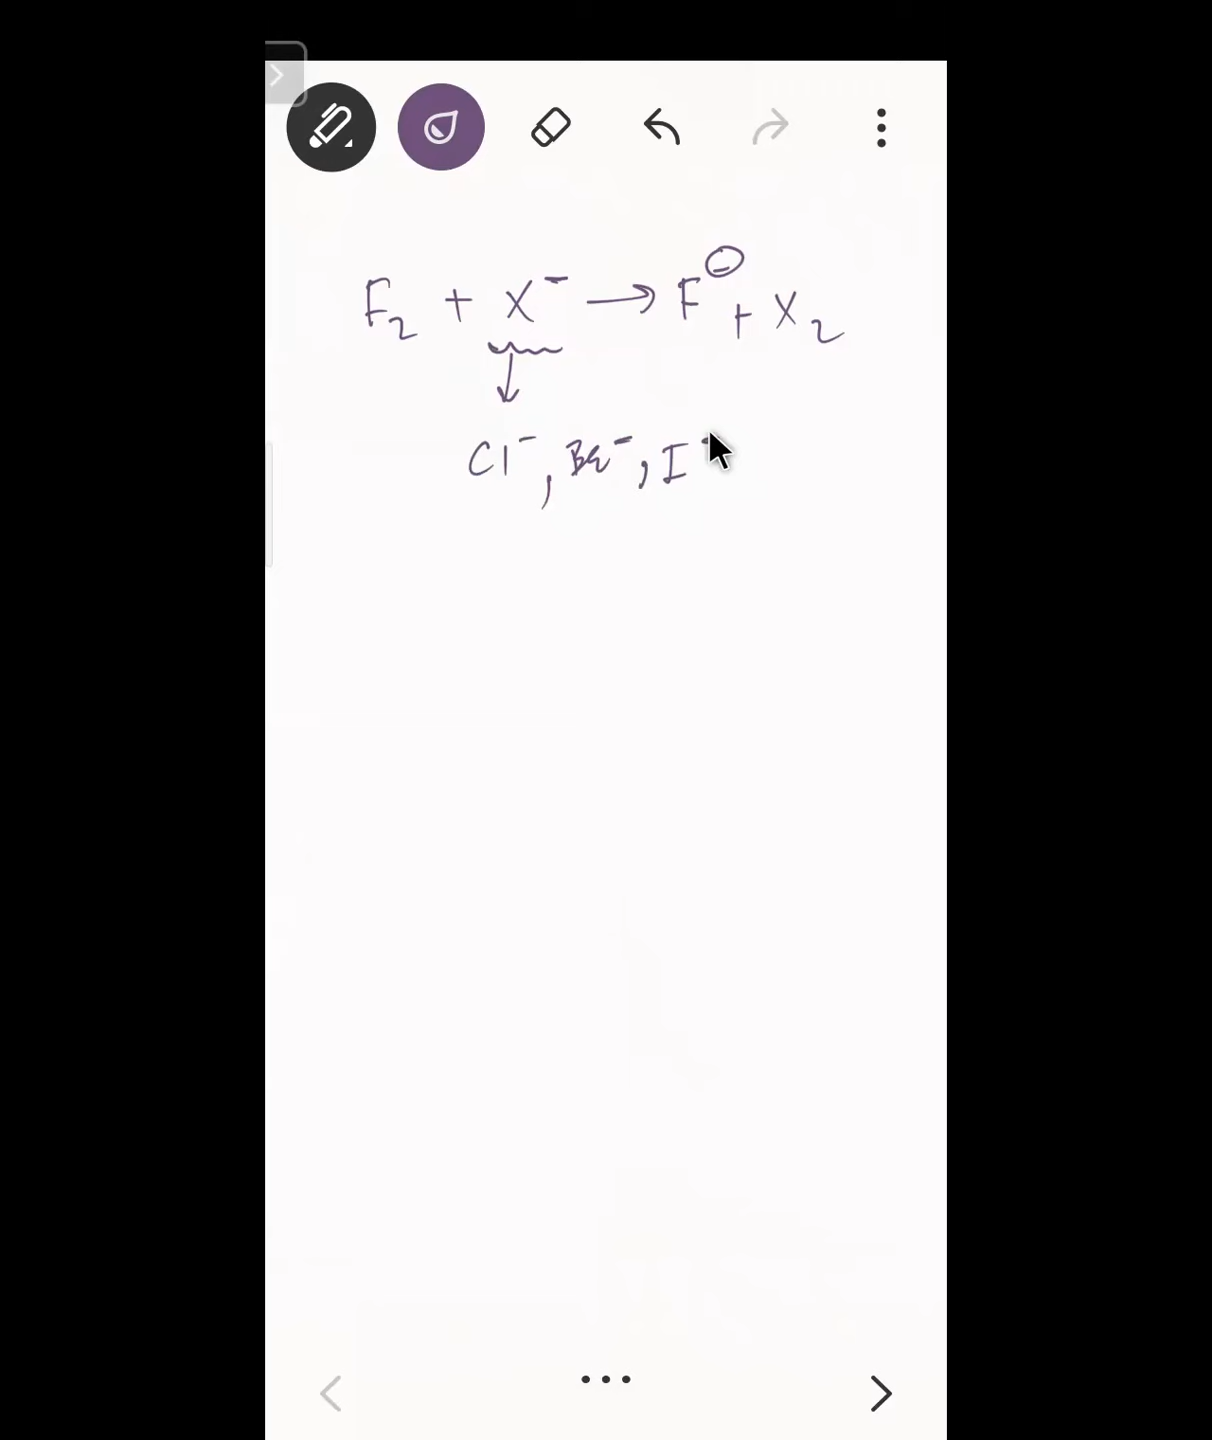 F₂ + X⁻ → F⊖ + X₂
↓
Cl⁻, Br⁻, I⁻